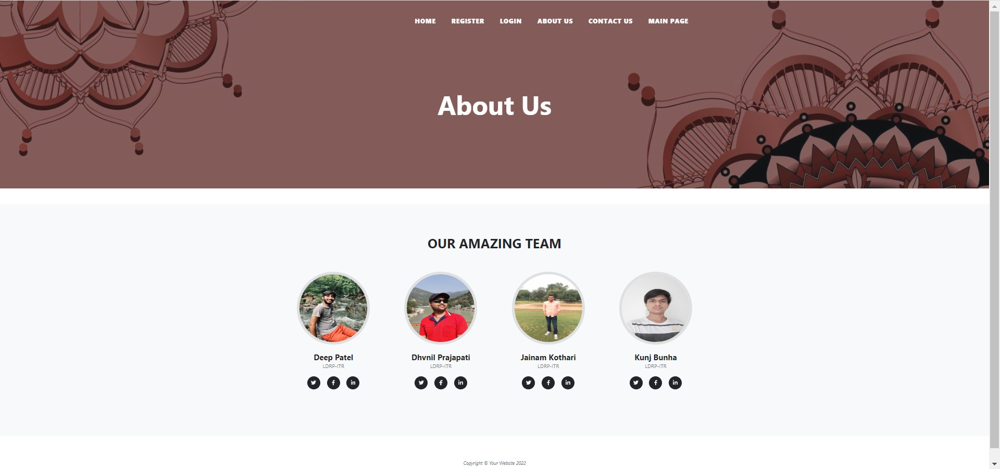 HOME REGISTER LOGIN ABOUT US CONTACT US MAIN PAGE
About Us
OUR AMAZING TEAM
Deep Patel Dhvnil Prajapati Jainam Kothari Kunj Bunha
LDRP-ITR LDRP-ITR LDRP-ITR LDRP-ITR
Copyright © Your Website 2022